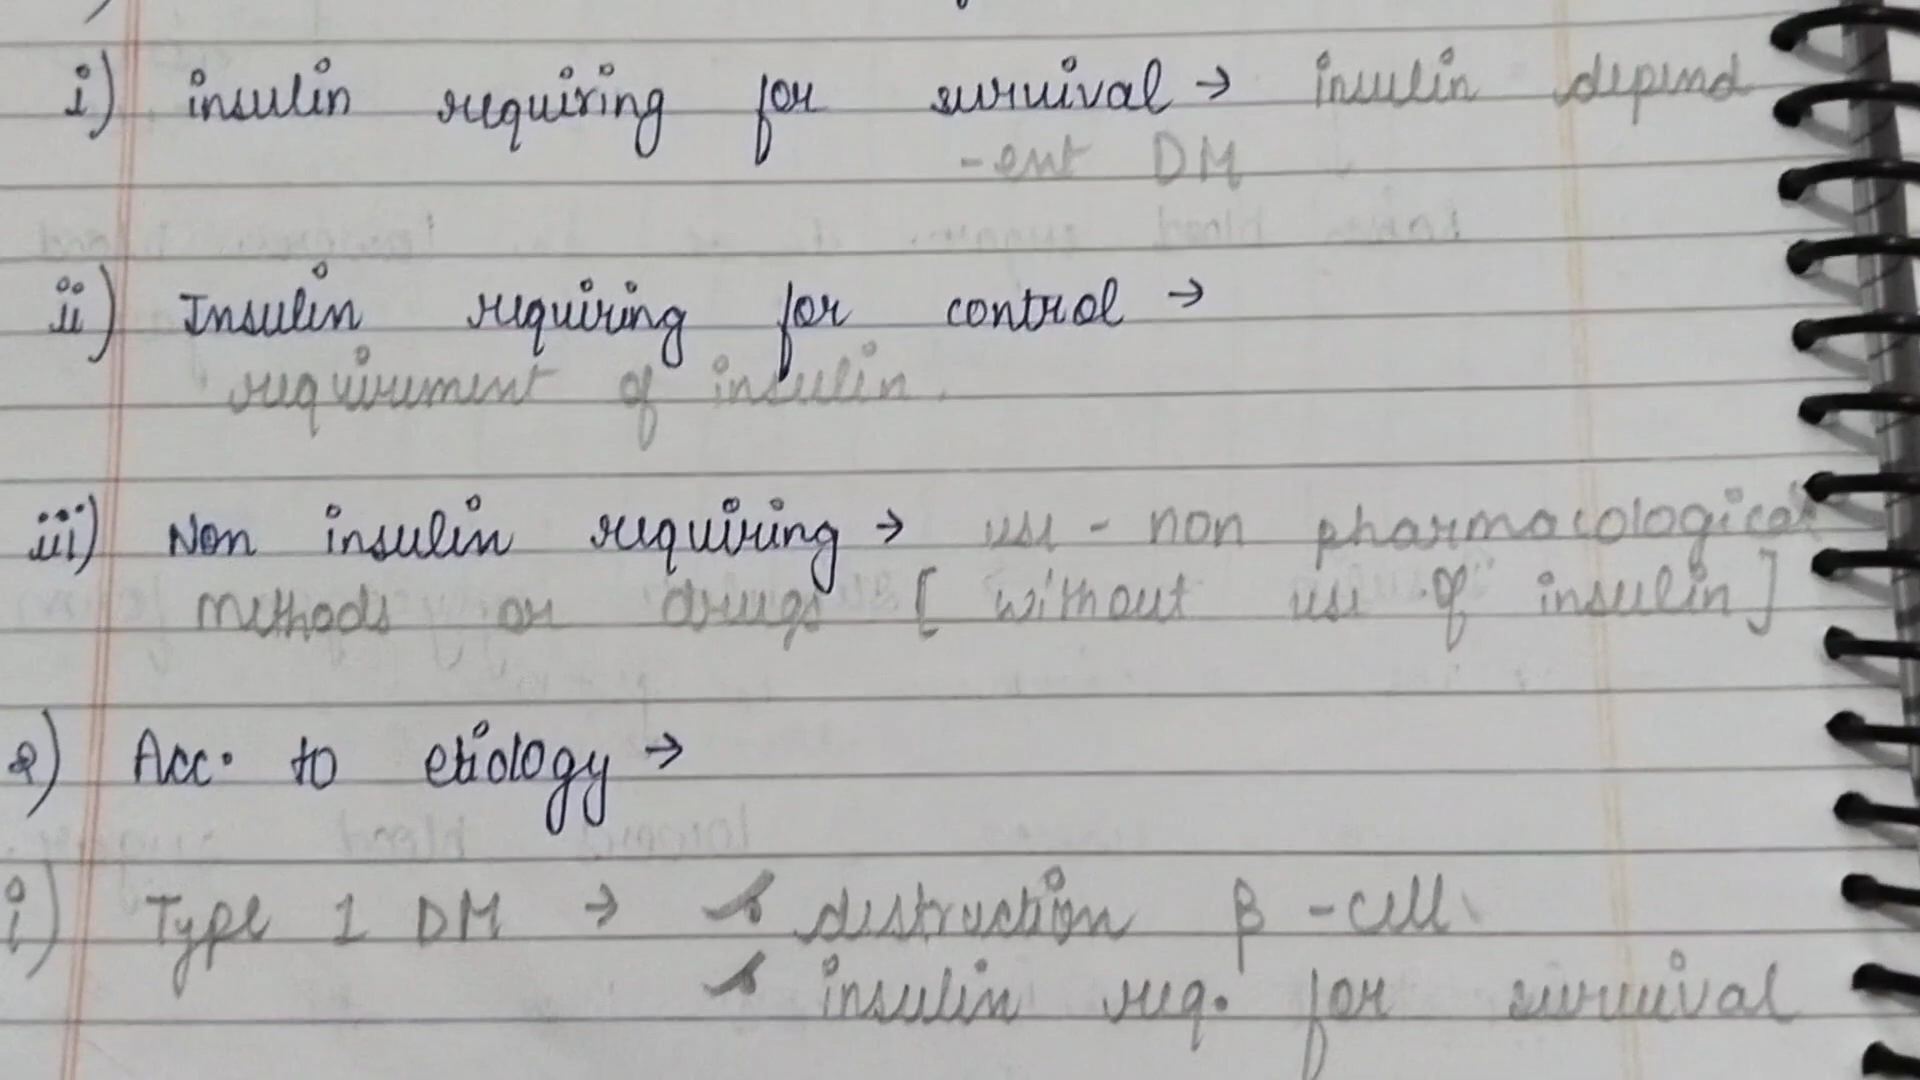 i) insulin requiring for survival → insulin depend
-ent DM
ii) Insulin requiring for control →
requirement of insulin.
iii) Non insulin requiring → use - non pharmacological
methods or drugs [ without use of insulin ]
2) Acc. to etiology →
i) Type 1 DM → destruction β - cell
insulin req. for survival